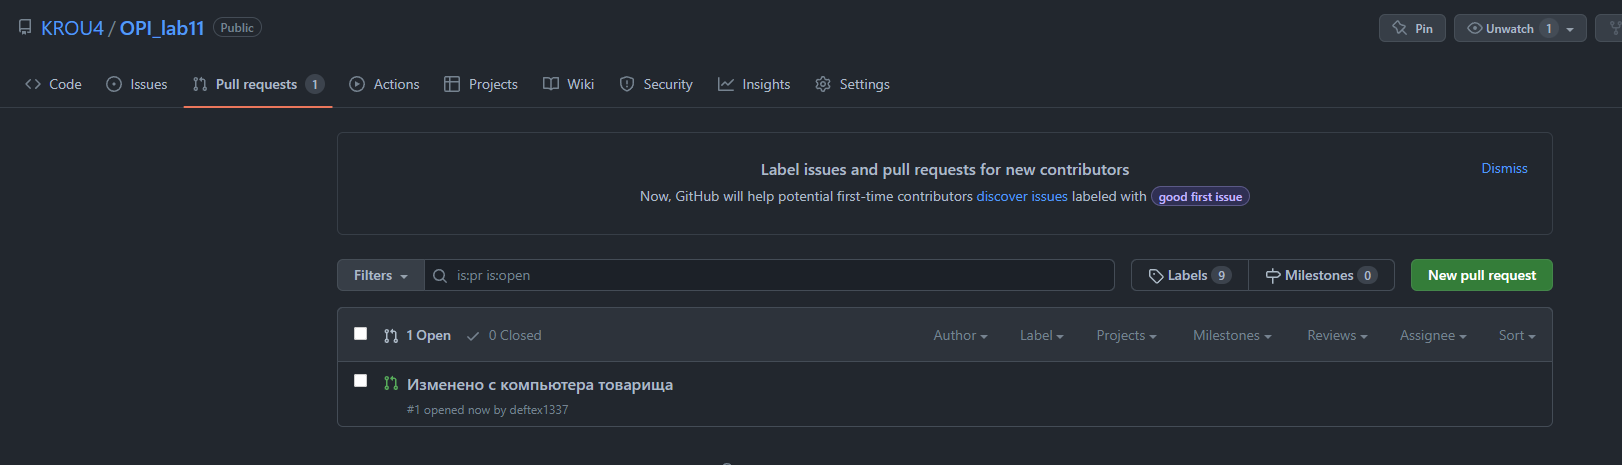 KROU4 / OPI_lab11 Public Pin Unwatch 1
Code Issues Pull requests 1 Actions Projects Wiki Security Insights Settings
Label issues and pull requests for new contributors Dismiss
Now, GitHub will help potential first-time contributors discover issues labeled with good first issue
Filters is:pr is:open Labels 9 Milestones 0 New pull request
1 Open 0 Closed Author Label Projects Milestones Reviews Assignee Sort
Изменено с компьютера товарища
#1 opened now by deftex1337